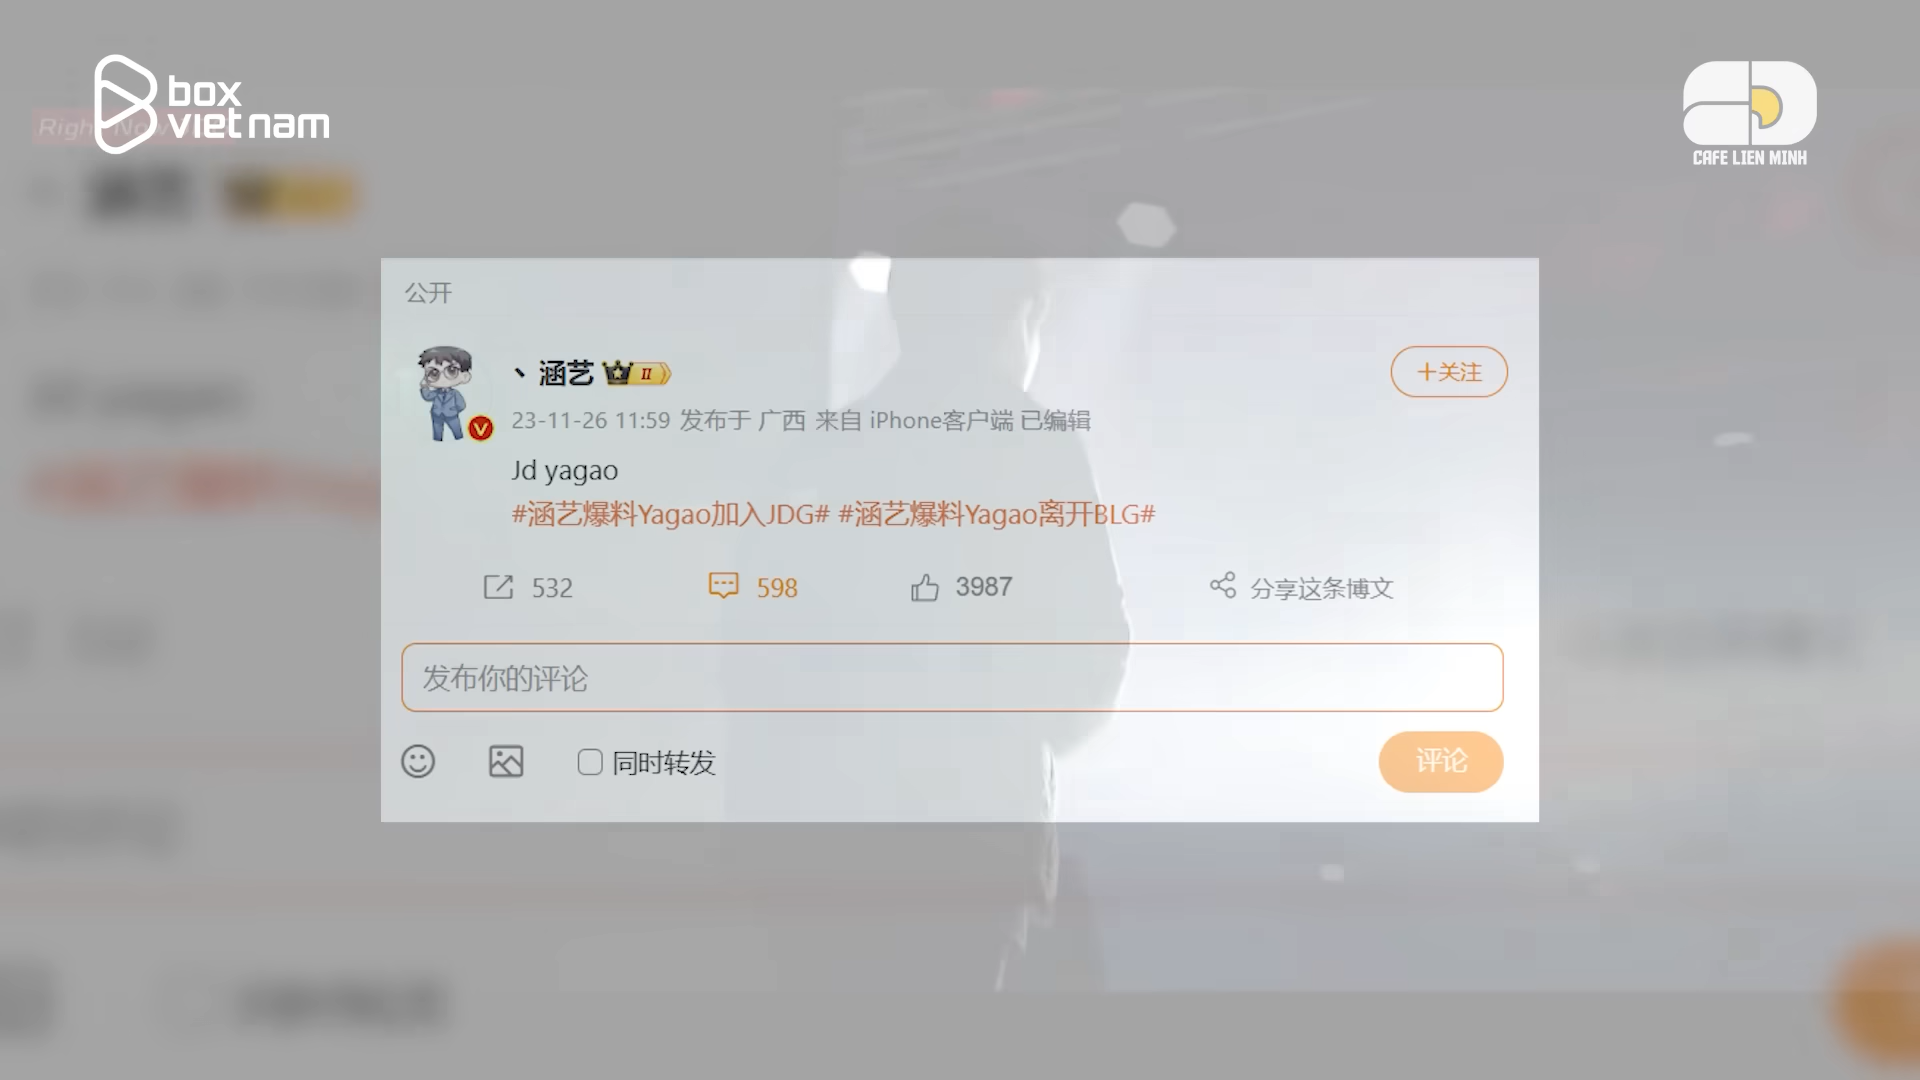 box
viet nam
Right Now
CAFE LIEN MINH
公开
丶涵艺 II
23-11-26 11:59 发布于 广西 来自 iPhone客户端 已编辑
Jd yagao
#涵艺爆料Yagao加入JDG# #涵艺爆料Yagao离开BLG#
532 598 3987 分享这条博文
发布你的评论
同时转发 评论